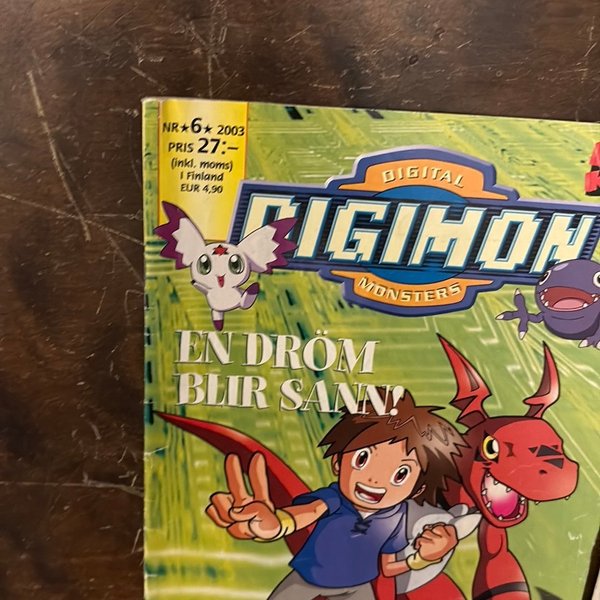 NR★6★ 2003
PRIS 27:-
(inkl. moms)
I Finland
EUR 4,90
DIGITAL
DIGIMON
MONSTERS
EN DRÖM
BLIR SANN!